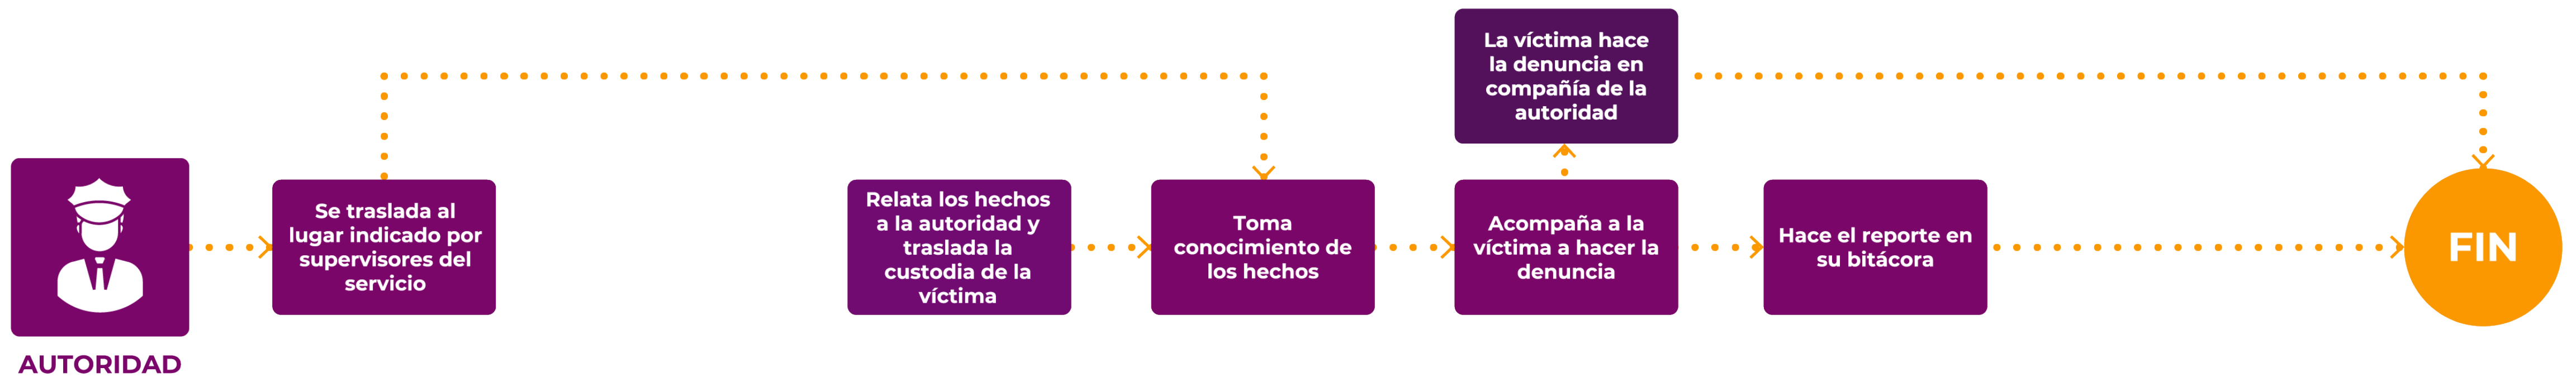 AUTORIDAD
Se traslada al
lugar indicado por
supervisores del
servicio
Relata los hechos
a la autoridad y
traslada la
custodia de la
víctima
Toma
conocimiento de
los hechos
Acompaña a la
víctima a hacer la
denuncia
La víctima hace
la denuncia en
compañía de la
autoridad
Hace el reporte en
su bitácora
FIN